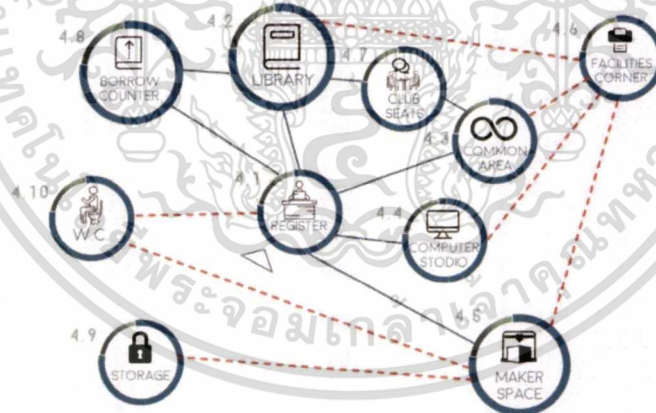 4.8
BORROW
COUNTER
4.2
LIBRARY
4.7
CLUB
SEATS
4.6
FACILITIES
CORNER
4.3
COMMON
AREA
4.10
W.C.
4.1
REGISTER
4.4
COMPUTER
STODIO
4.9
STORAGE
4.5
MAKER
SPACE